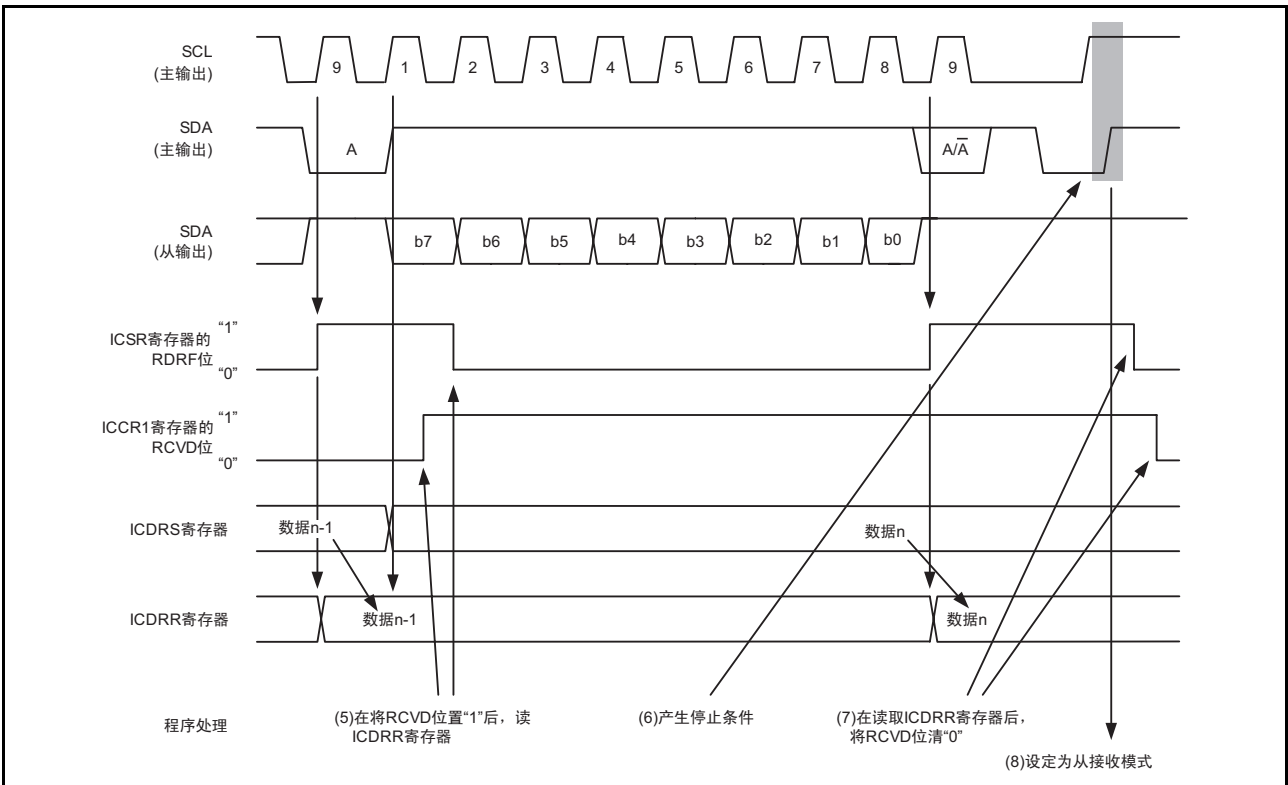 SCL
(主输出)
9 1 2 3 4 5 6 7 8 9
SDA
(主输出)
A A/A̅
SDA
(从输出)
b7 b6 b5 b4 b3 b2 b1 b0
ICSR寄存器的
RDRF位
“1”
“0”
ICCR1寄存器的
RCVD位
“1”
“0”
ICDRS寄存器 数据n-1 数据n
ICDRR寄存器 数据n-1 数据n
程序处理
(5)在将RCVD位置“1”后，读
ICDRR寄存器
(6)产生停止条件
(7)在读取ICDRR寄存器后，
将RCVD位清“0”
(8)设定为从接收模式